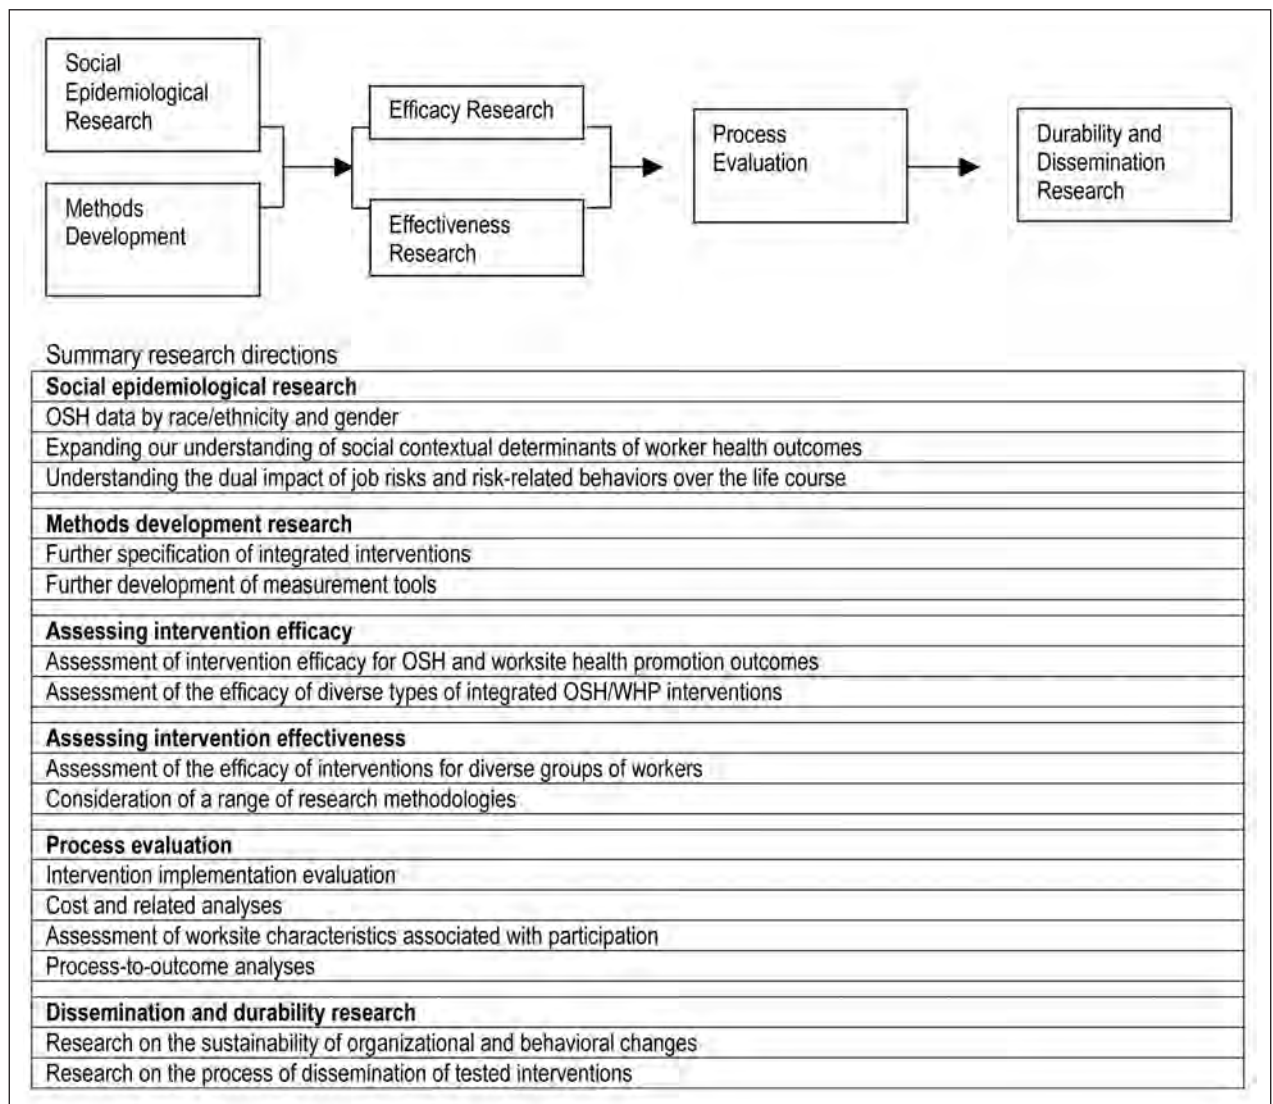 Social
Epidemiological
Research
Methods
Development
Efficacy Research
Effectiveness
Research
Process
Evaluation
Durability and
Dissemination
Research
Summary research directions
Social epidemiological research
OSH data by race/ethnicity and gender
Expanding our understanding of social contextual determinants of worker health outcomes
Understanding the dual impact of job risks and risk-related behaviors over the life course
Methods development research
Further specification of integrated interventions
Further development of measurement tools
Assessing intervention efficacy
Assessment of intervention efficacy for OSH and worksite health promotion outcomes
Assessment of the efficacy of diverse types of integrated OSH/WHP interventions
Assessing intervention effectiveness
Assessment of the efficacy of interventions for diverse groups of workers
Consideration of a range of research methodologies
Process evaluation
Intervention implementation evaluation
Cost and related analyses
Assessment of worksite characteristics associated with participation
Process-to-outcome analyses
Dissemination and durability research
Research on the sustainability of organizational and behavioral changes
Research on the process of dissemination of tested interventions